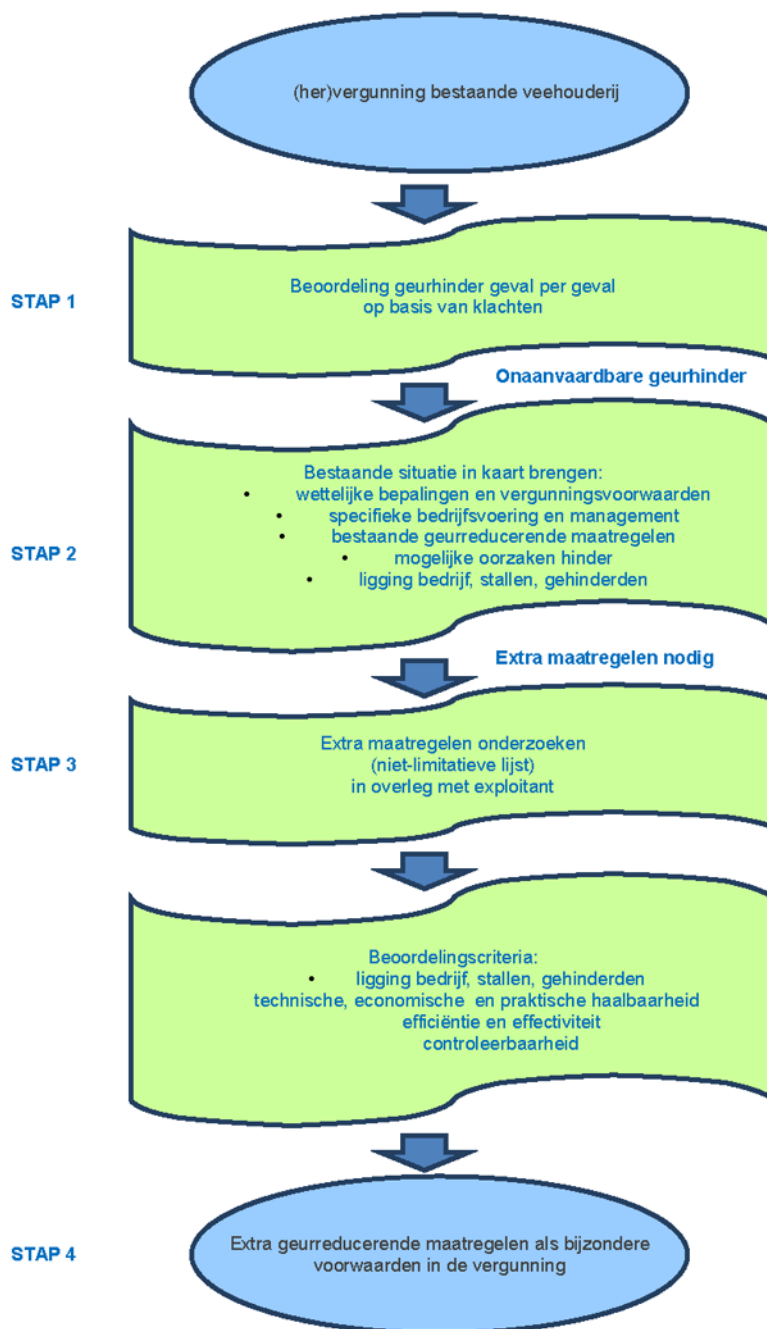 (her)vergunning bestaande veehouderij
STAP 1
Beoordeling geurhinder geval per geval
op basis van klachten
Onaanvaardbare geurhinder
STAP 2
Bestaande situatie in kaart brengen:
• wettelijke bepalingen en vergunningsvoorwaarden
• specifieke bedrijfsvoering en management
• bestaande geurreducerende maatregelen
• mogelijke oorzaken hinder
• ligging bedrijf, stallen, gehinderden
Extra maatregelen nodig
STAP 3
Extra maatregelen onderzoeken
(niet-limitatieve lijst)
in overleg met exploitant
Beoordelingscriteria:
• ligging bedrijf, stallen, gehinderden
technische, economische en praktische haalbaarheid
efficiëntie en effectiviteit
controleerbaarheid
STAP 4
Extra geurreducerende maatregelen als bijzondere
voorwaarden in de vergunning